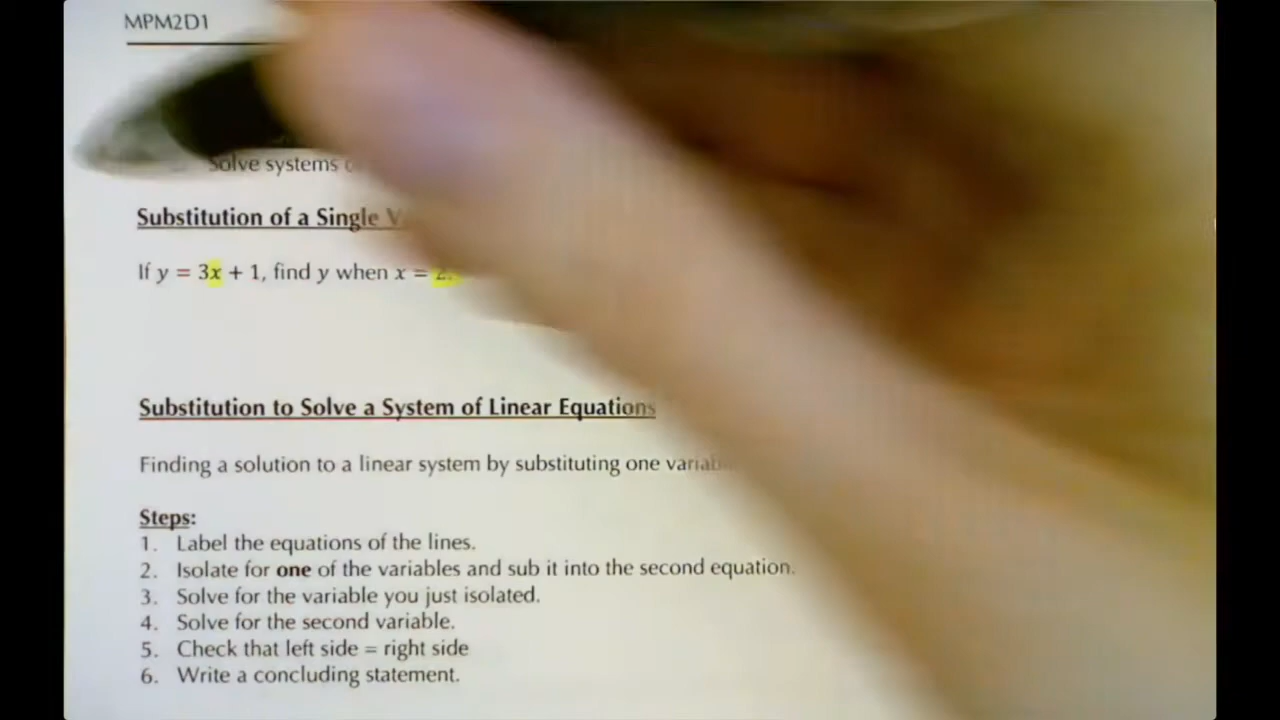 MPM2D1
Solve systems
Substitution of a Single
If y = 3x + 1, find y when x = 2.
Substitution to Solve a System of Linear Equations
Finding a solution to a linear system by substituting one
Steps:
1. Label the equations of the lines.
2. Isolate for one of the variables and sub it into the second equation.
3. Solve for the variable you just isolated.
4. Solve for the second variable.
5. Check that left side = right side
6. Write a concluding statement.